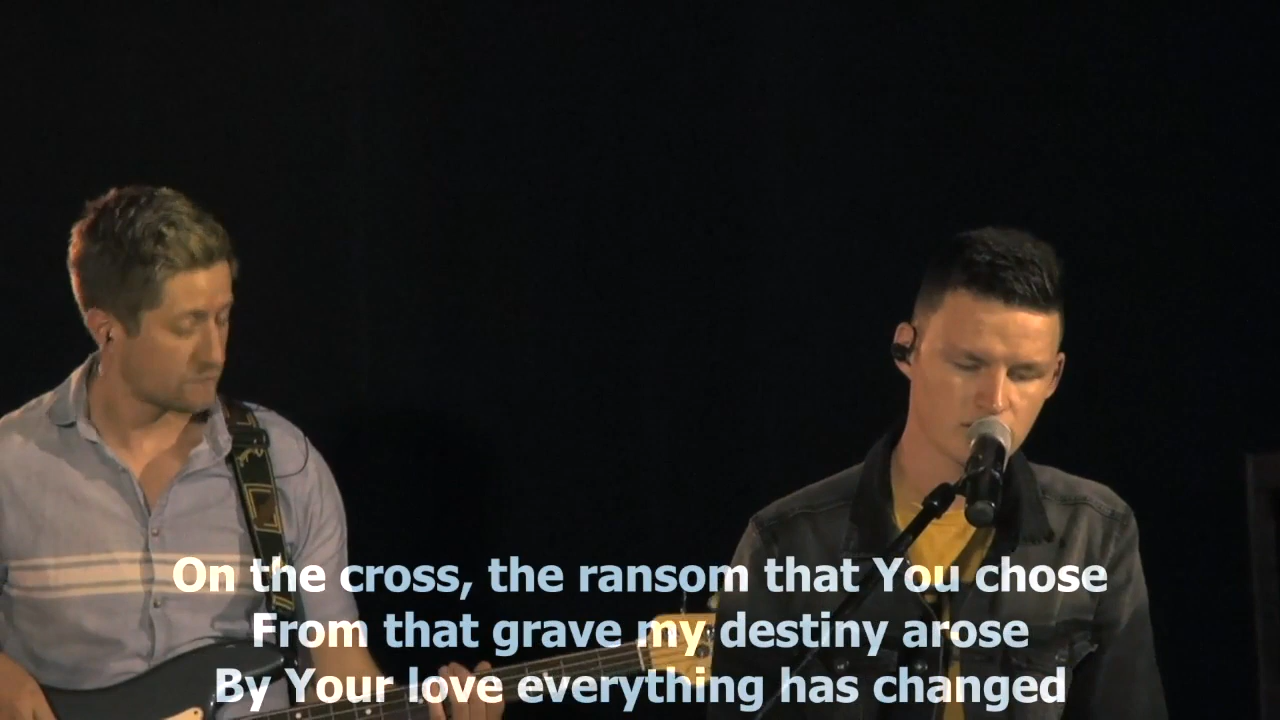 On the cross, the ransom that You chose
From that grave my destiny arose
By Your love everything has changed